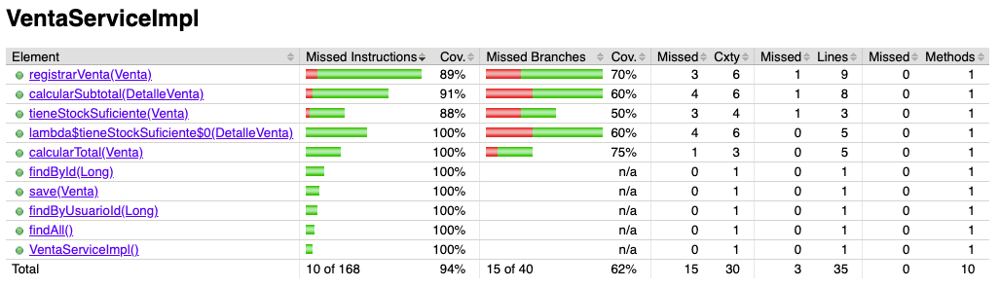 VentaServiceImpl
Element Missed Instructions Cov. Missed Branches Cov. Missed Cxty Missed Lines Missed Methods
registrarVenta(Venta) 89% 70% 3 6 1 9 0 1
calcularSubtotal(DetalleVenta) 91% 60% 4 6 1 8 0 1
tieneStockSuficiente(Venta) 88% 50% 3 4 1 3 0 1
lambda$tieneStockSuficiente$0(DetalleVenta) 100% 60% 4 6 0 5 0 1
calcularTotal(Venta) 100% 75% 1 3 0 5 0 1
findById(Long) 100% n/a 0 1 0 1 0 1
save(Venta) 100% n/a 0 1 0 1 0 1
findByUsuarioId(Long) 100% n/a 0 1 0 1 0 1
findAll() 100% n/a 0 1 0 1 0 1
VentaServiceImpl() 100% n/a 0 1 0 1 0 1
Total 10 of 168 94% 15 of 40 62% 15 30 3 35 0 10